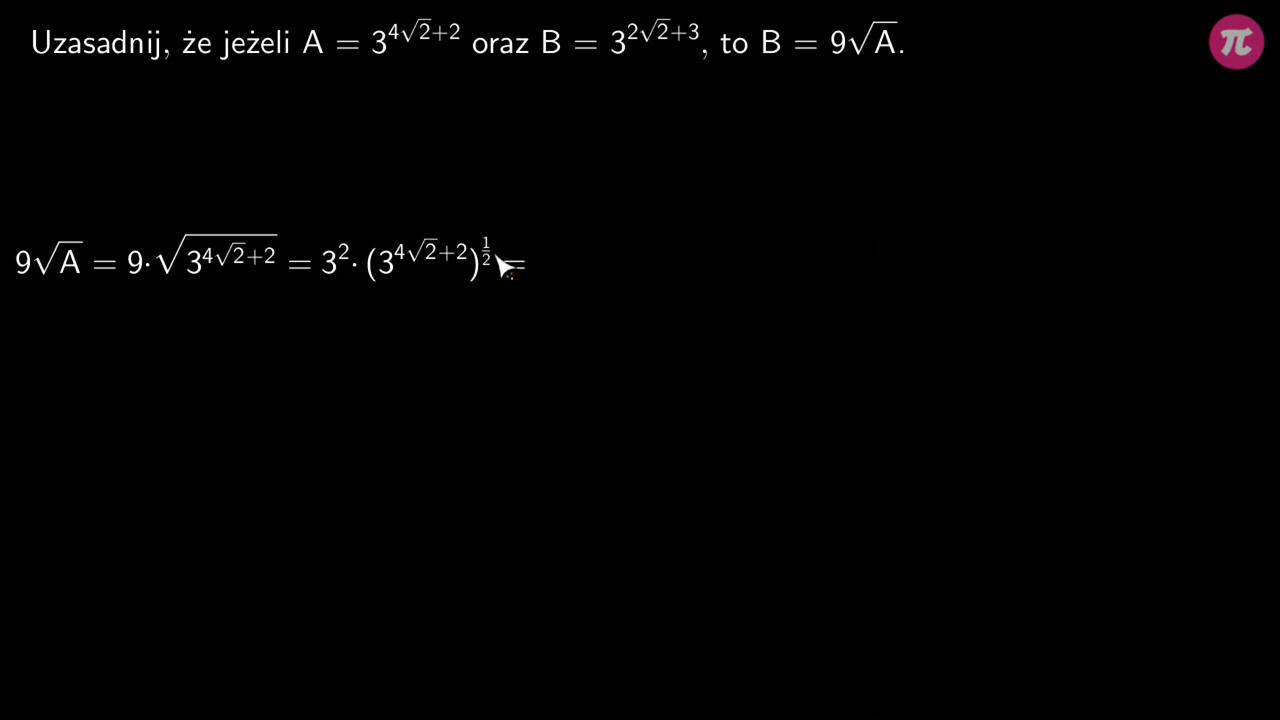 Uzasadnij, że jeżeli A = 3^{4√2+2} oraz B = 3^{2√2+3}, to B = 9√A.
π
9√A = 9·√(3^{4√2+2}) = 3²·(3^{4√2+2})^{1/2} =